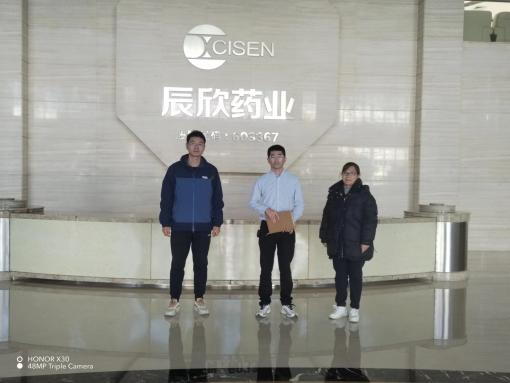 CISEN
辰欣药业
603367
HONOR X30
48MP Triple Camera